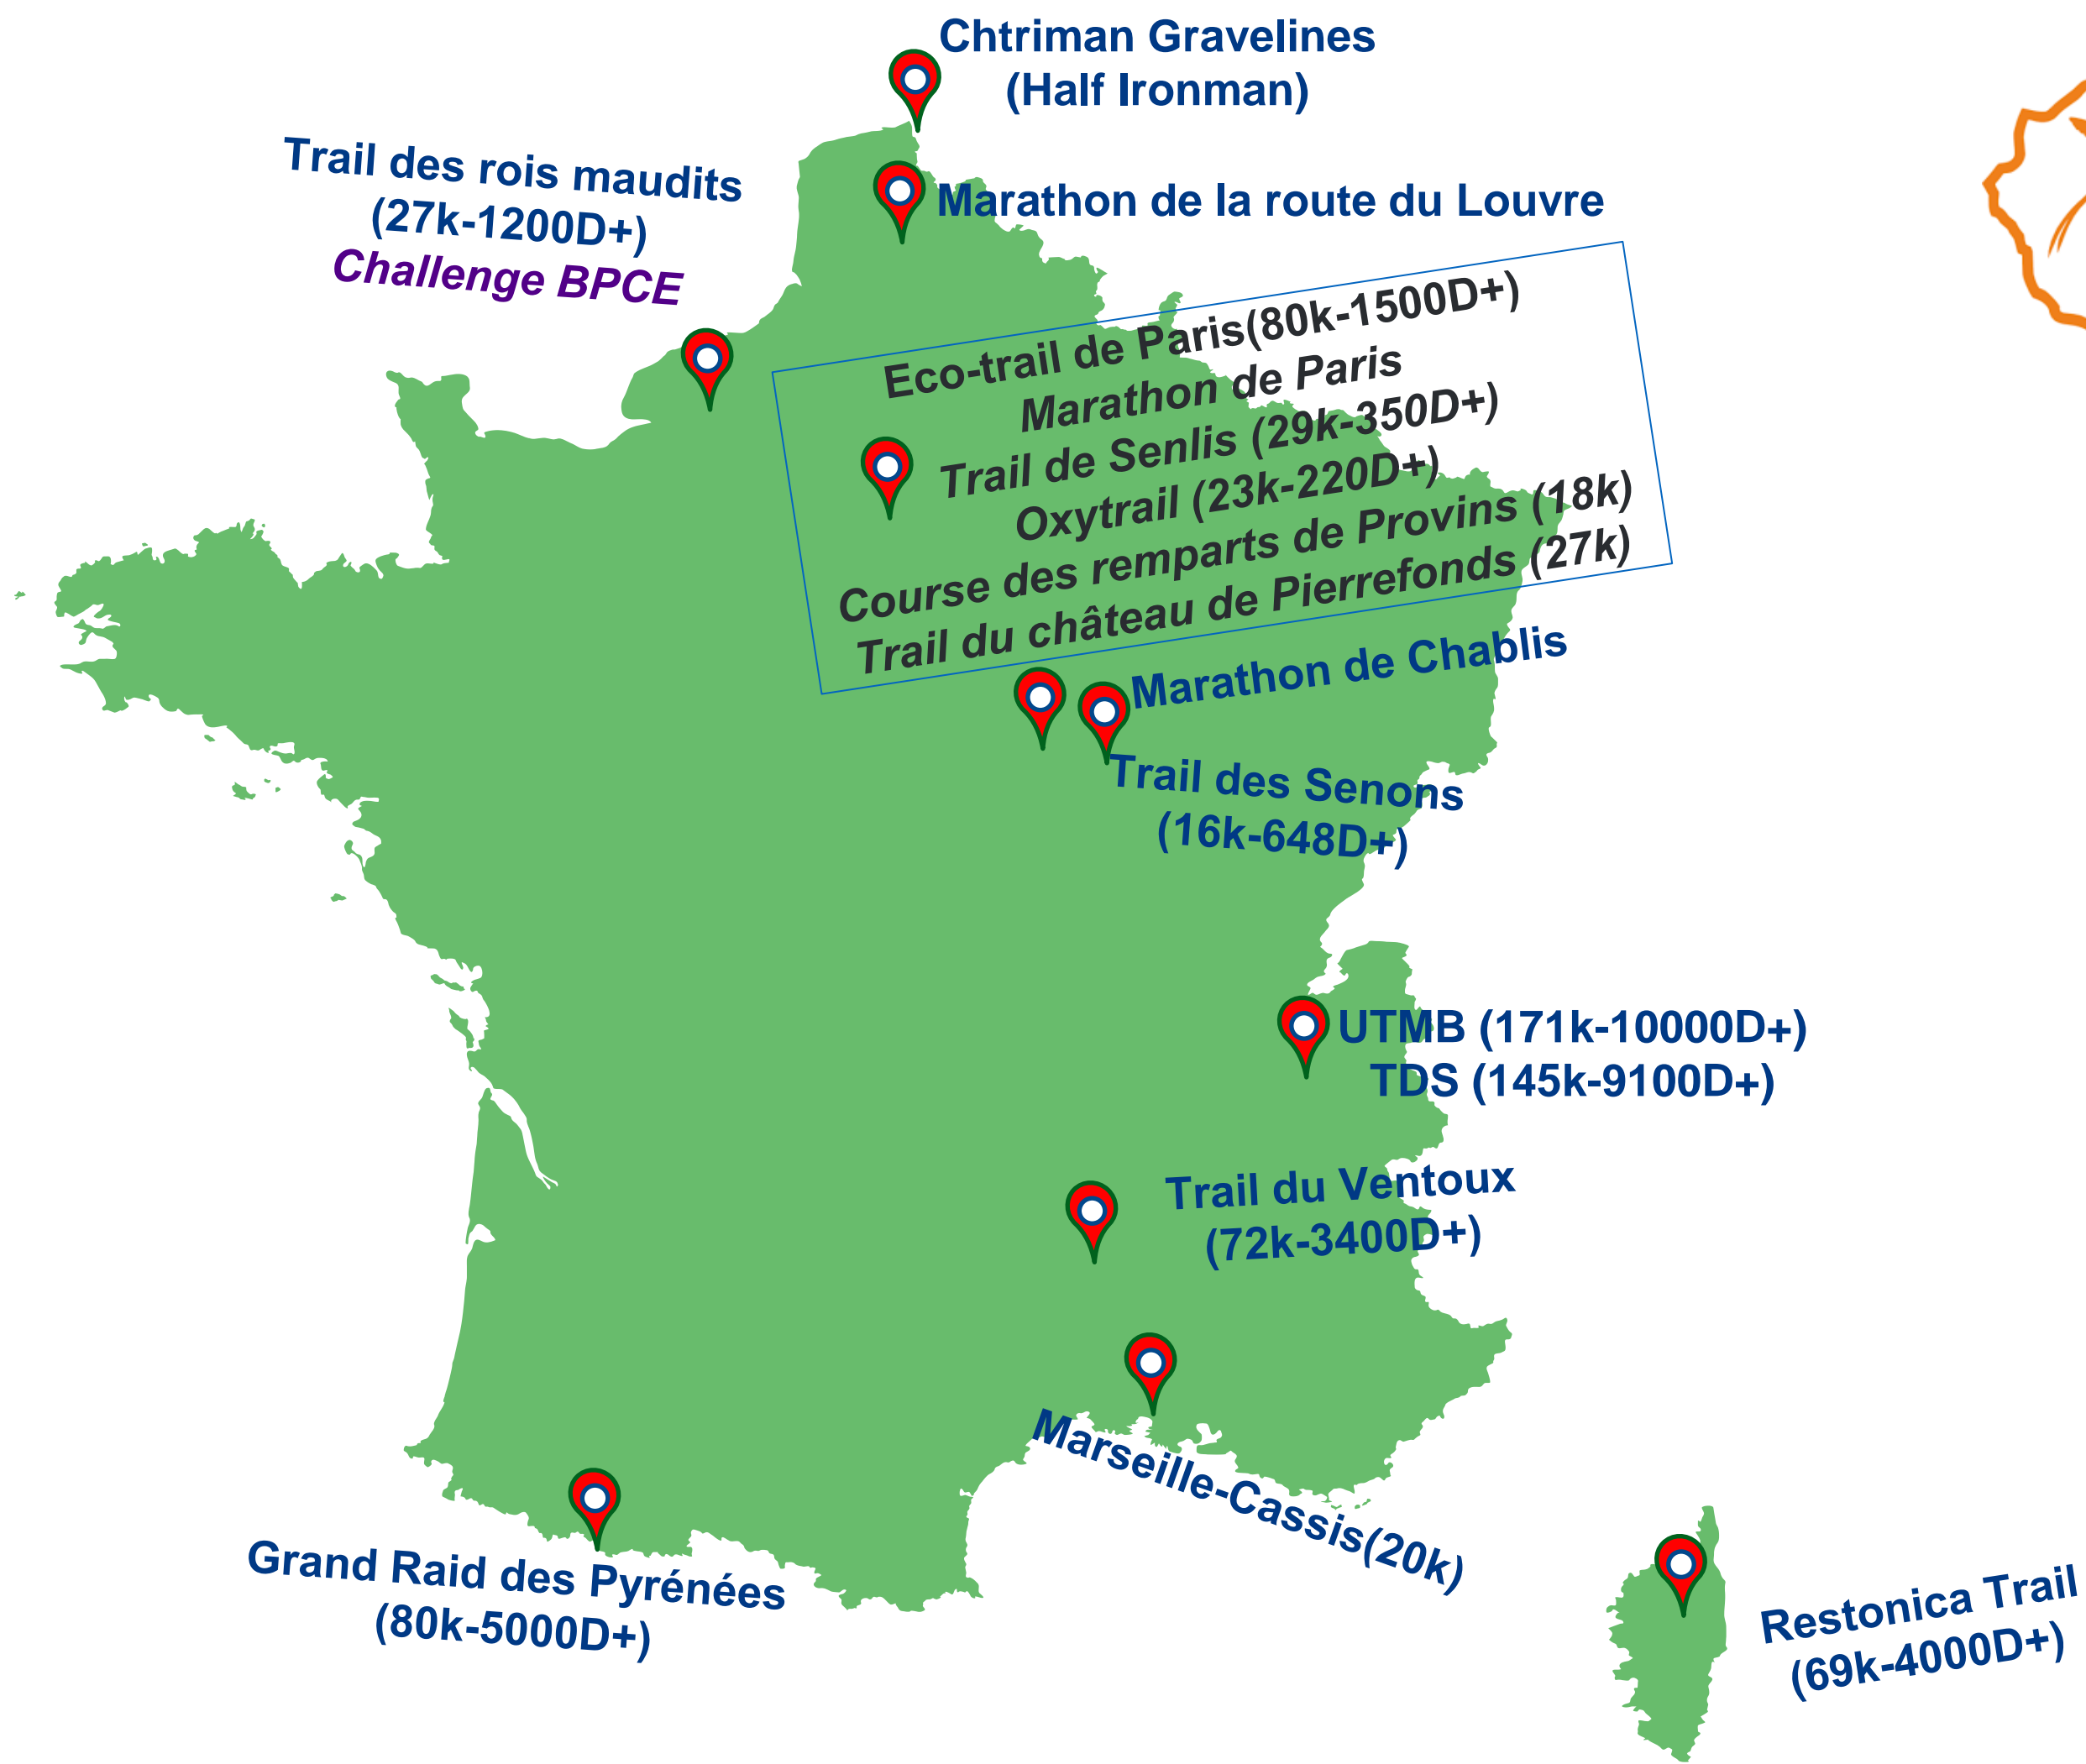 Chtriman Gravelines
(Half Ironman)
Trail des rois maudits
(27k-1200D+)
Challenge BPCE
Marathon de la route du Louvre
Eco-trail de Paris(80k-1500D+)
Marathon de Paris
Trail de Senlis (29k-350D+)
Oxytrail (23k-220D+)
Course des remparts de Provins (18k)
Trail du château de Pierrefonds (27k)
Marathon de Chablis
Trail des Senons
(16k-648D+)
UTMB (171k-10000D+)
TDS (145k-9100D+)
Trail du Ventoux
(72k-3400D+)
Marseille-Cassis(20k)
Grand Raid des Pyrénées
(80k-5000D+)
Restonica Trail
(69k-4000D+)